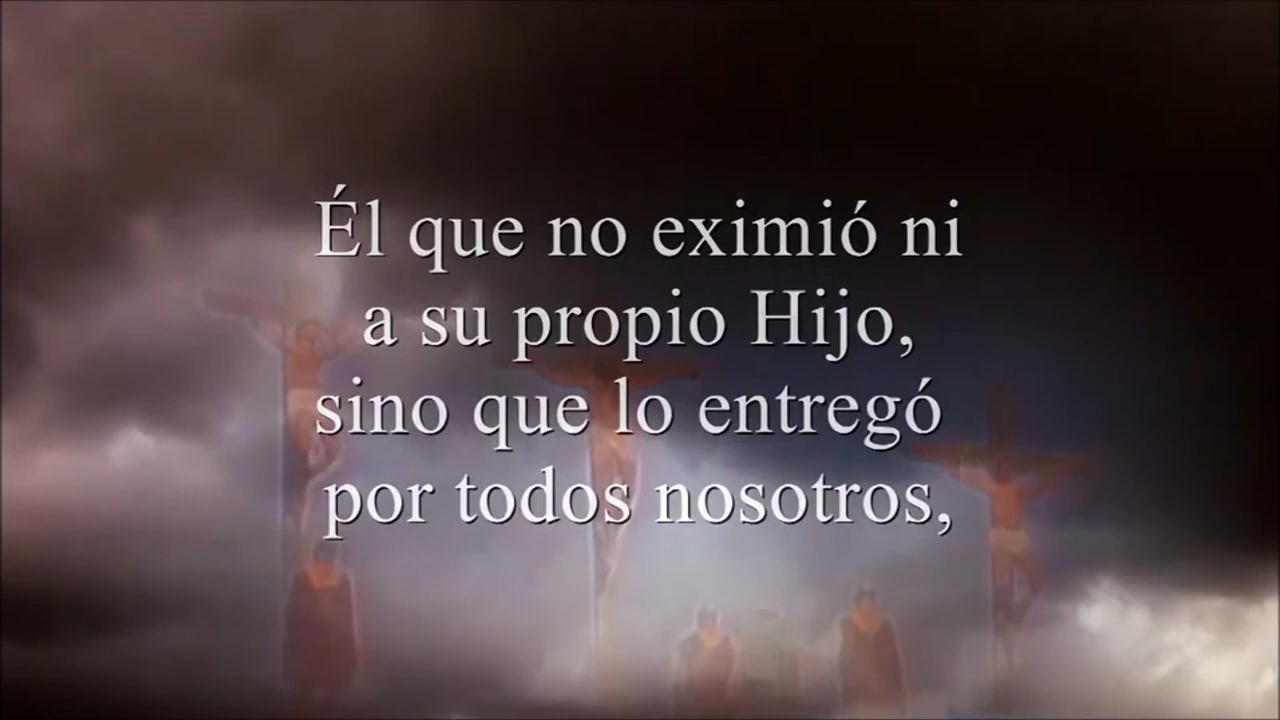 Él que no eximió ni
a su propio Hijo,
sino que lo entregó
por todos nosotros,